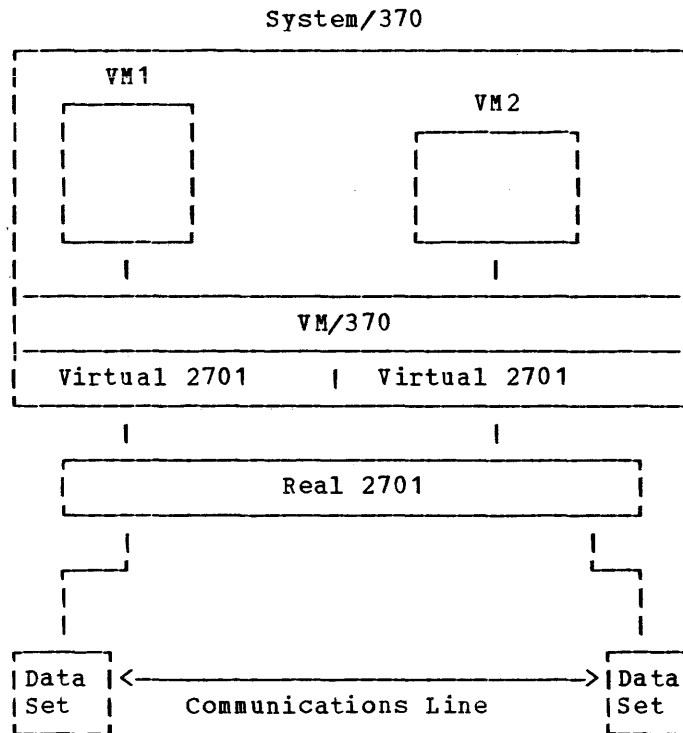 System/370
VM1
VM2
VM/370
Virtual 2701 | Virtual 2701
Real 2701
Data
Set
<----------------->
Communications Line
Data
Set